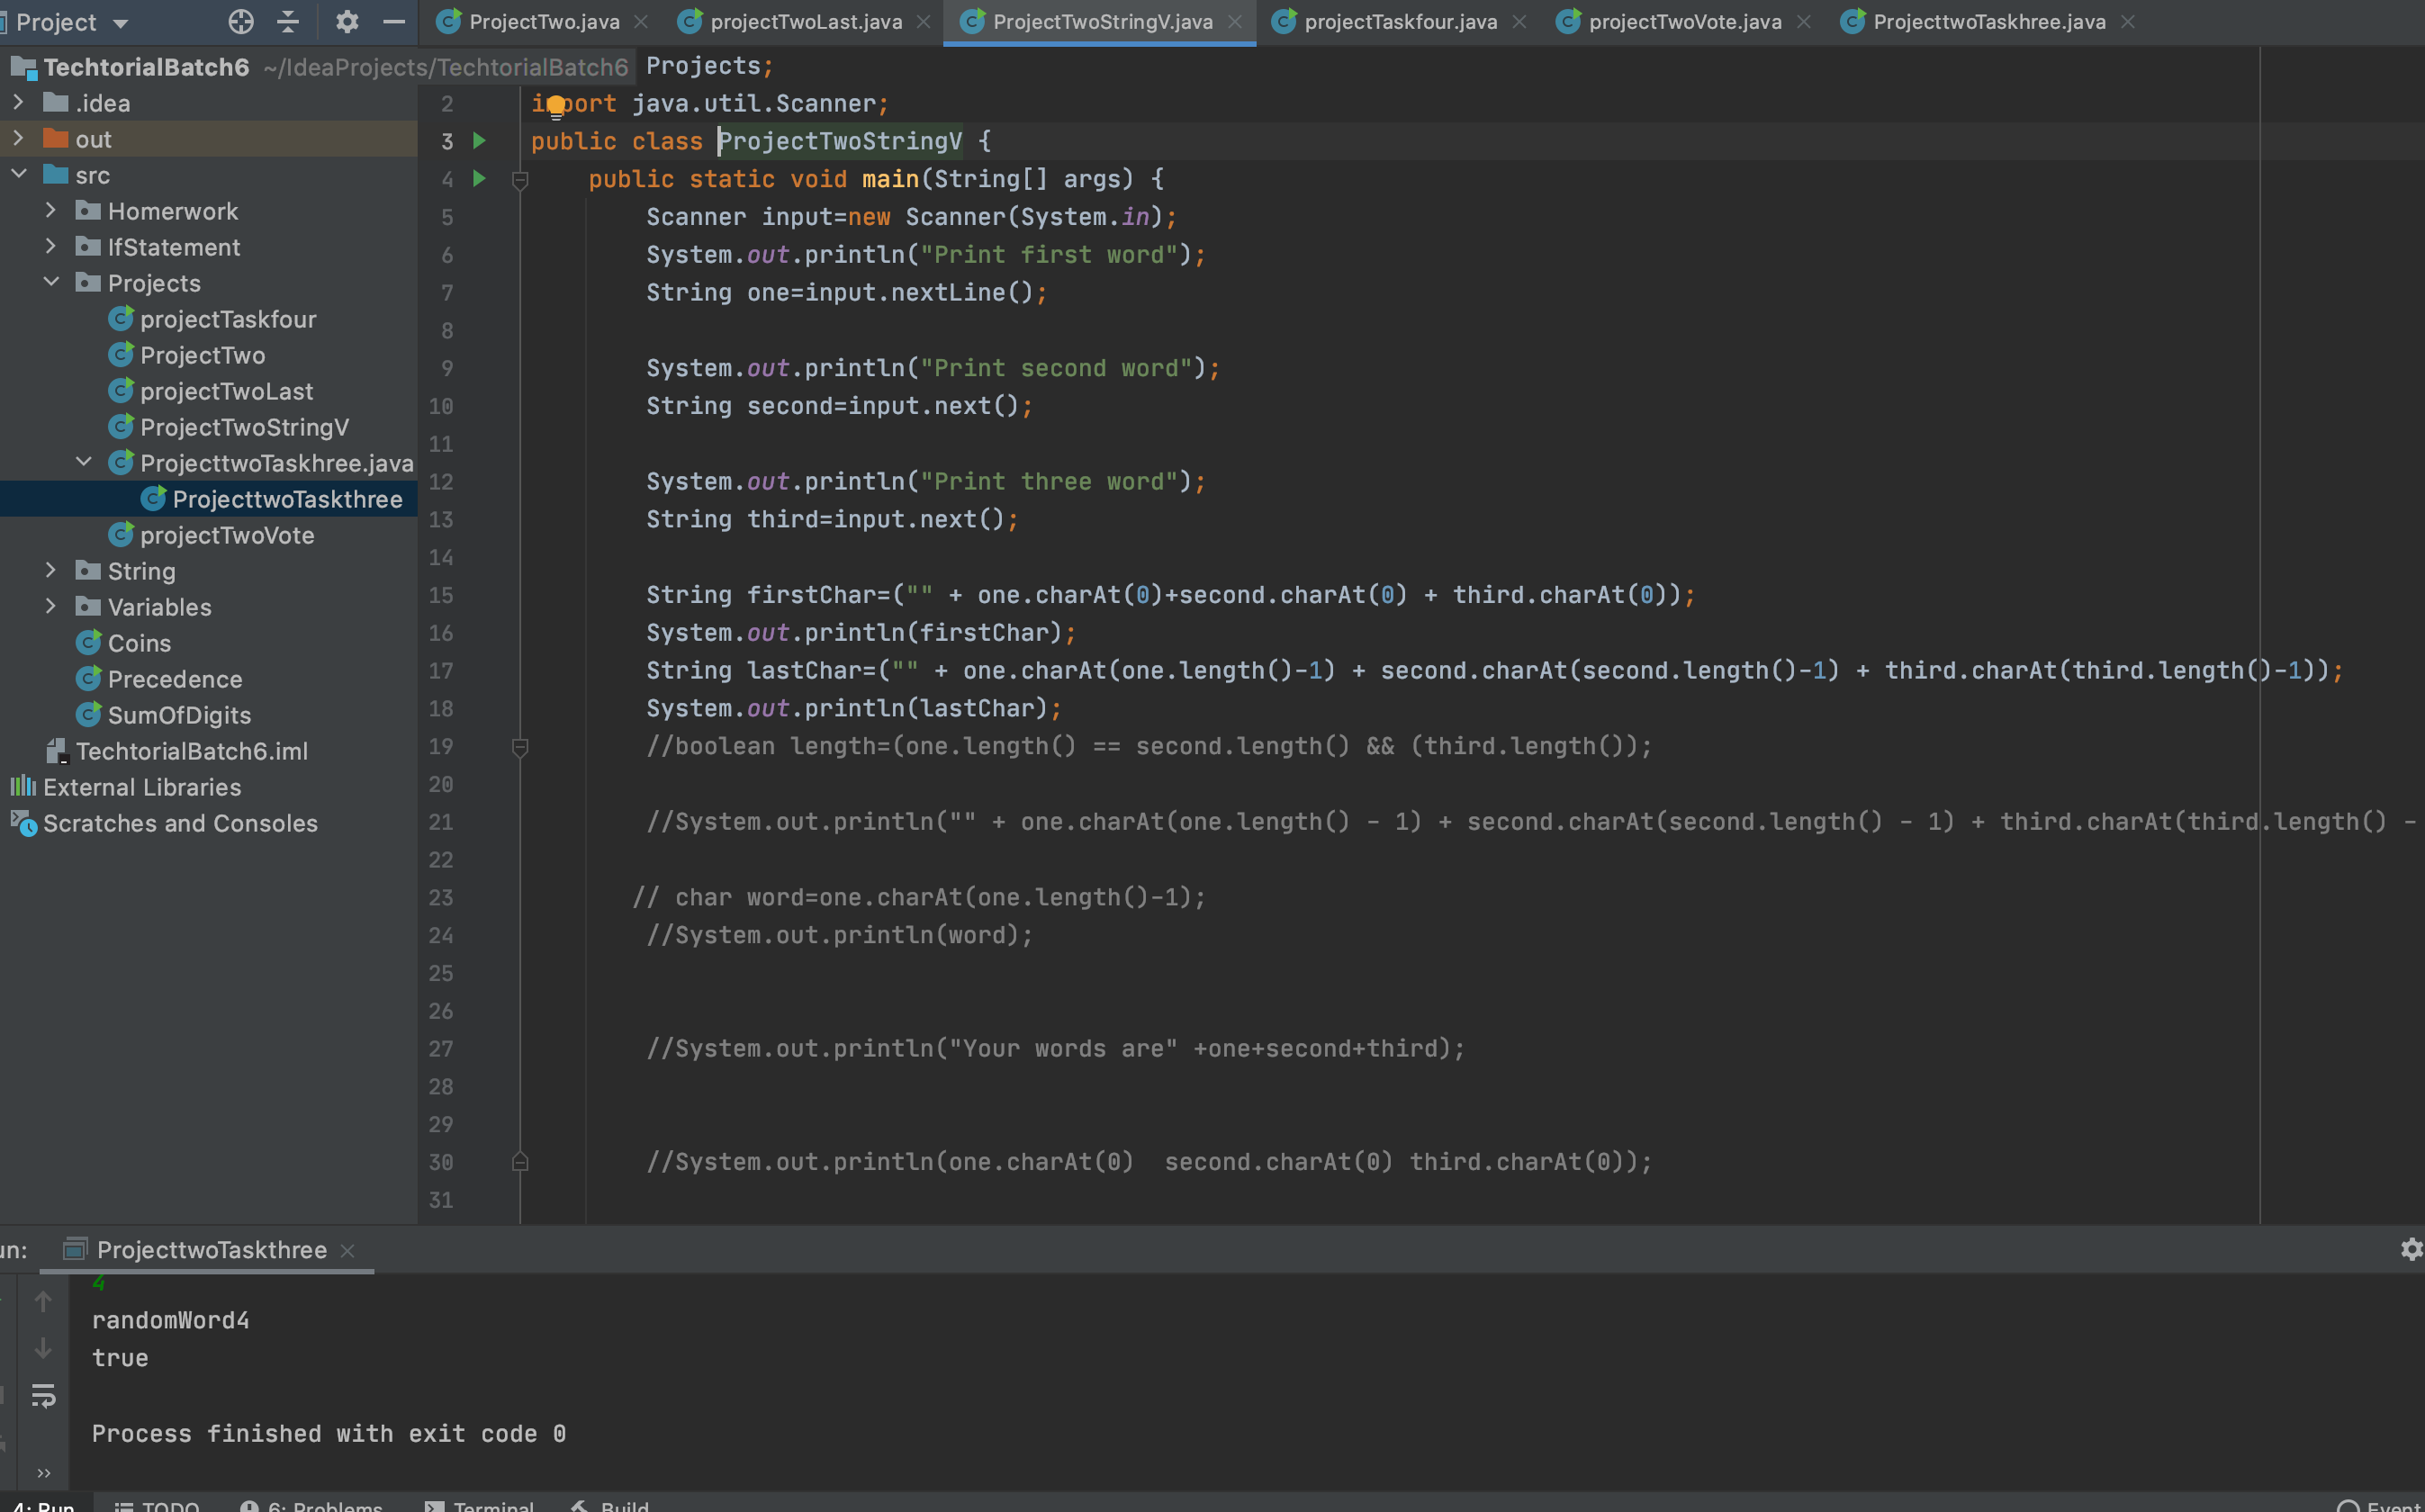 Project
ProjectTwo.java
projectTwoLast.java
ProjectTwoStringV.java
projectTaskfour.java
projectTwoVote.java
ProjecttwoTaskhree.java
TechtorialBatch6 ~/IdeaProjects/TechtorialBatch6
.idea
out
src
Homerwork
IfStatement
Projects
projectTaskfour
ProjectTwo
projectTwoLast
ProjectTwoStringV
ProjecttwoTaskhree.java
ProjecttwoTaskthree
projectTwoVote
String
Variables
Coins
Precedence
SumOfDigits
TechtorialBatch6.iml
External Libraries
Scratches and Consoles
Projects;
2 import java.util.Scanner;
3 public class ProjectTwoStringV {
4 public static void main(String[] args) {
5 Scanner input=new Scanner(System.in);
6 System.out.println("Print first word");
7 String one=input.nextLine();
8
9 System.out.println("Print second word");
10 String second=input.next();
11
12 System.out.println("Print three word");
13 String third=input.next();
14
15 String firstChar=("" + one.charAt(0)+second.charAt(0) + third.charAt(0));
16 System.out.println(firstChar);
17 String lastChar=("" + one.charAt(one.length()-1) + second.charAt(second.length()-1) + third.charAt(third.length()-1));
18 System.out.println(lastChar);
19 //boolean length=(one.length() == second.length() && (third.length());
20
21 //System.out.println("" + one.charAt(one.length() - 1) + second.charAt(second.length() - 1) + third.charAt(third.length() -
22
23 // char word=one.charAt(one.length()-1);
24 //System.out.println(word);
25
26
27 //System.out.println("Your words are" +one+second+third);
28
29
30 //System.out.println(one.charAt(0)  second.charAt(0) third.charAt(0));
31
un: ProjecttwoTaskthree
4
randomWord4
true
Process finished with exit code 0
4: Run TODO 6: Problems Terminal Build Event